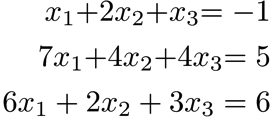 x₁+2x₂+x₃= −1
7x₁+4x₂+4x₃= 5
6x₁ + 2x₂ + 3x₃ = 6